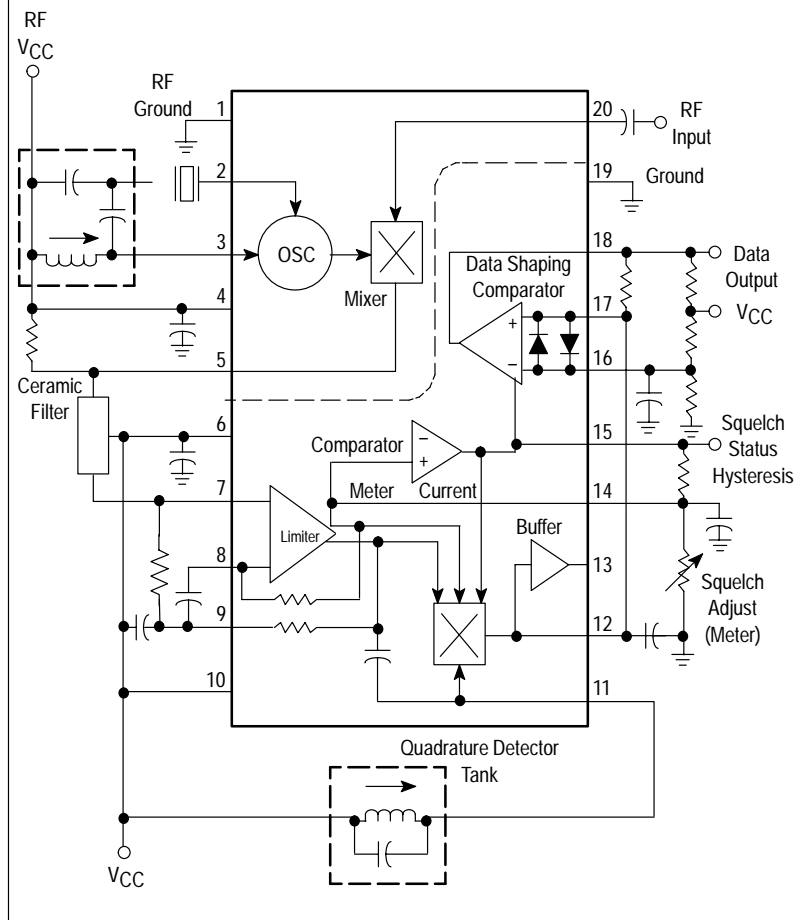 RF
VCC
RF
Ground
1
2
3
4
5
6
7
8
9
10
20
RF
Input
19
Ground
18
Data
Output
17
VCC
16
15
Squelch
Status
Hysteresis
14
13
12
11
Squelch
Adjust
(Meter)
OSC
Mixer
Data Shaping
Comparator
+
−
Ceramic
Filter
Comparator
−
+
Meter Current
Limiter
Buffer
Quadrature Detector
Tank
VCC